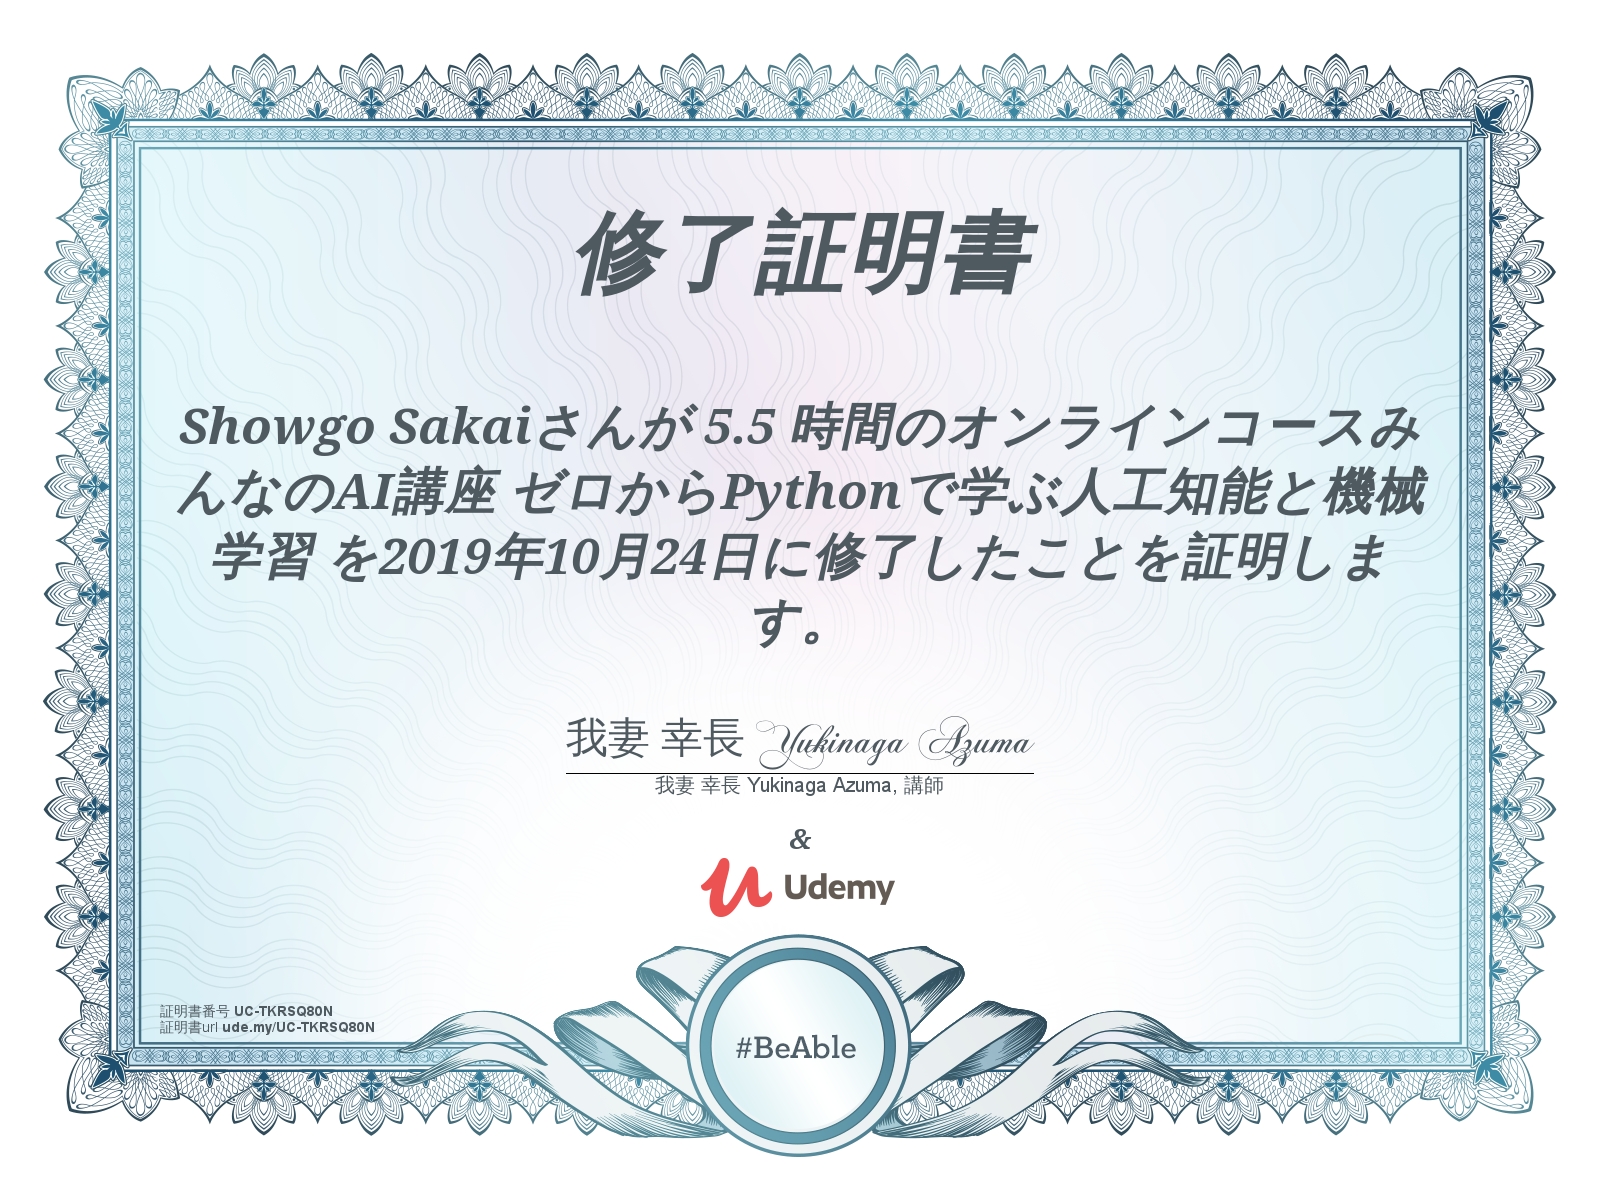 修了証明書
Showgo Sakaiさんが 5.5 時間のオンラインコースみ
んなのAI講座 ゼロからPythonで学ぶ人工知能と機械
学習 を2019年10月24日に修了したことを証明しま
す。
我妻 幸長 Yukinaga Azuma
我妻 幸長 Yukinaga Azuma, 講師
&
Udemy
#BeAble
証明書番号 UC-TKRSQ80N
証明書url ude.my/UC-TKRSQ80N